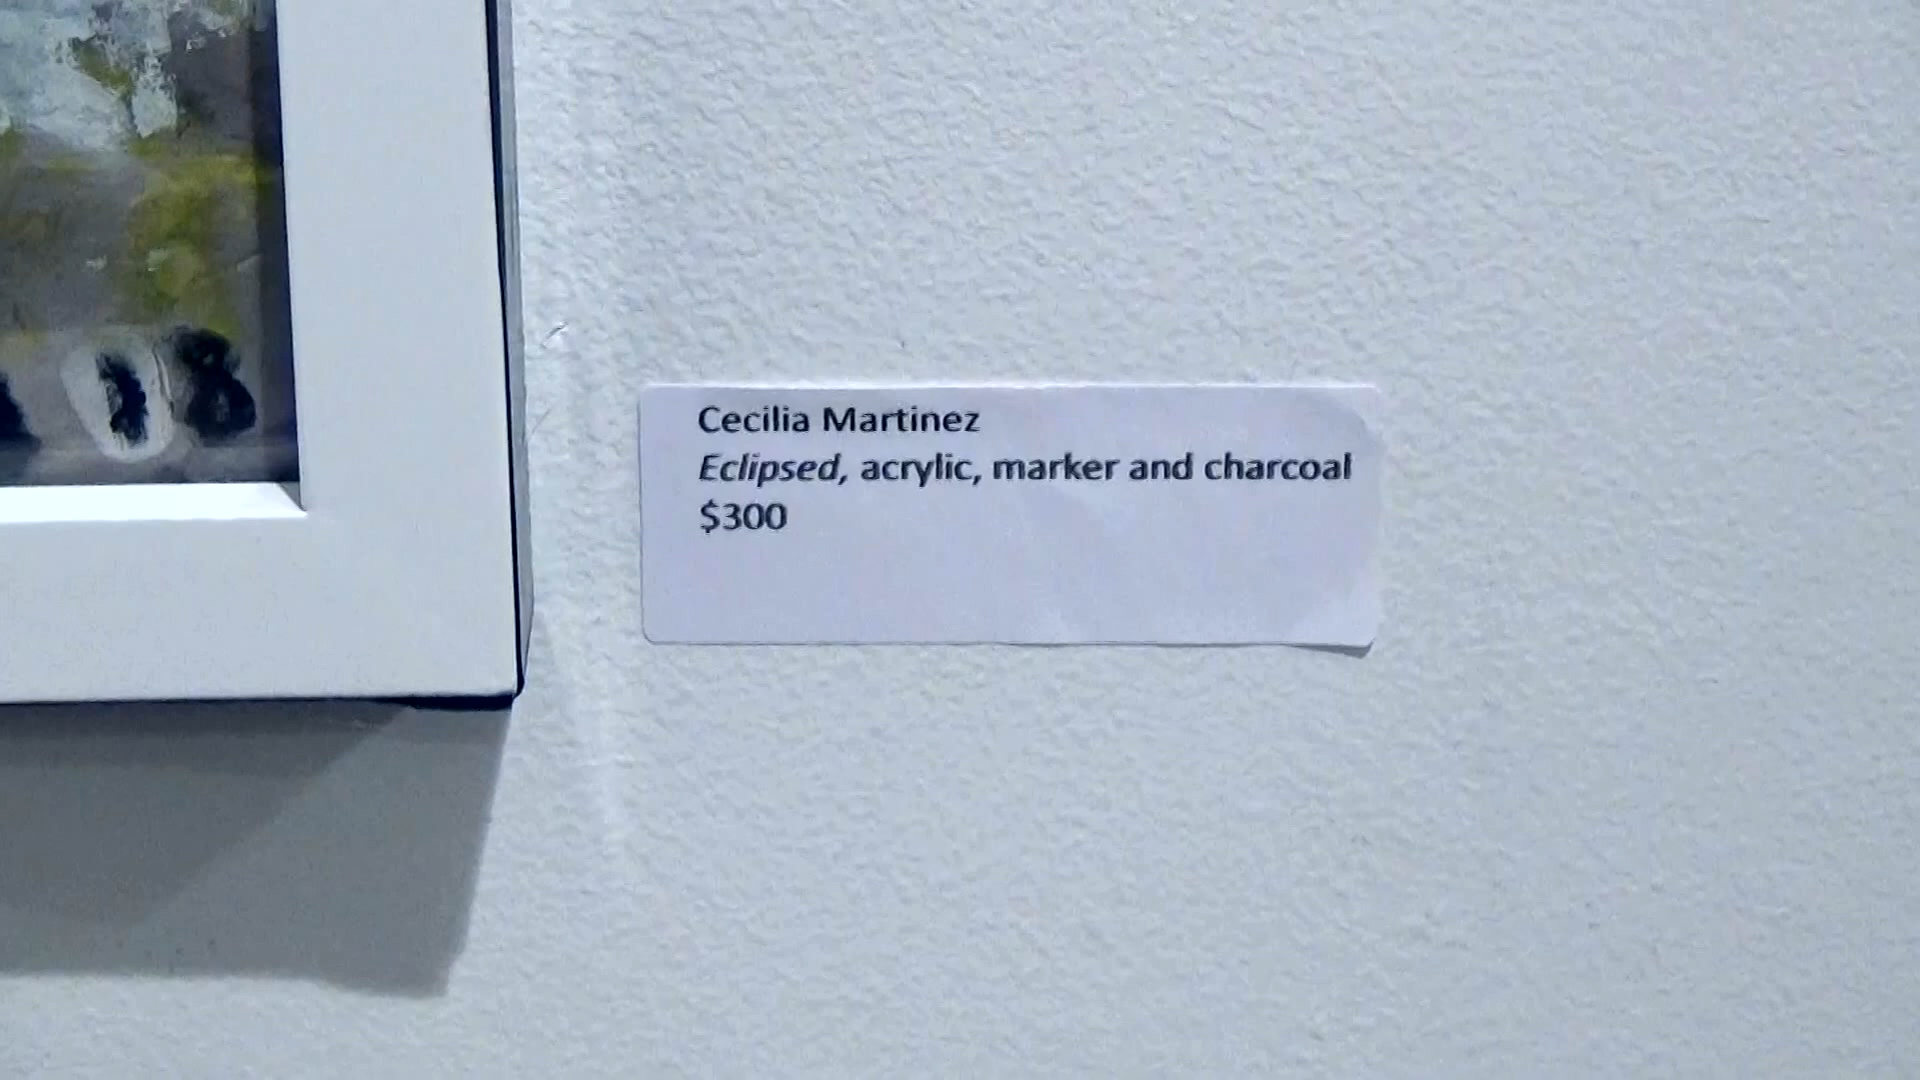 Cecilia Martinez
Eclipsed, acrylic, marker and charcoal
$300